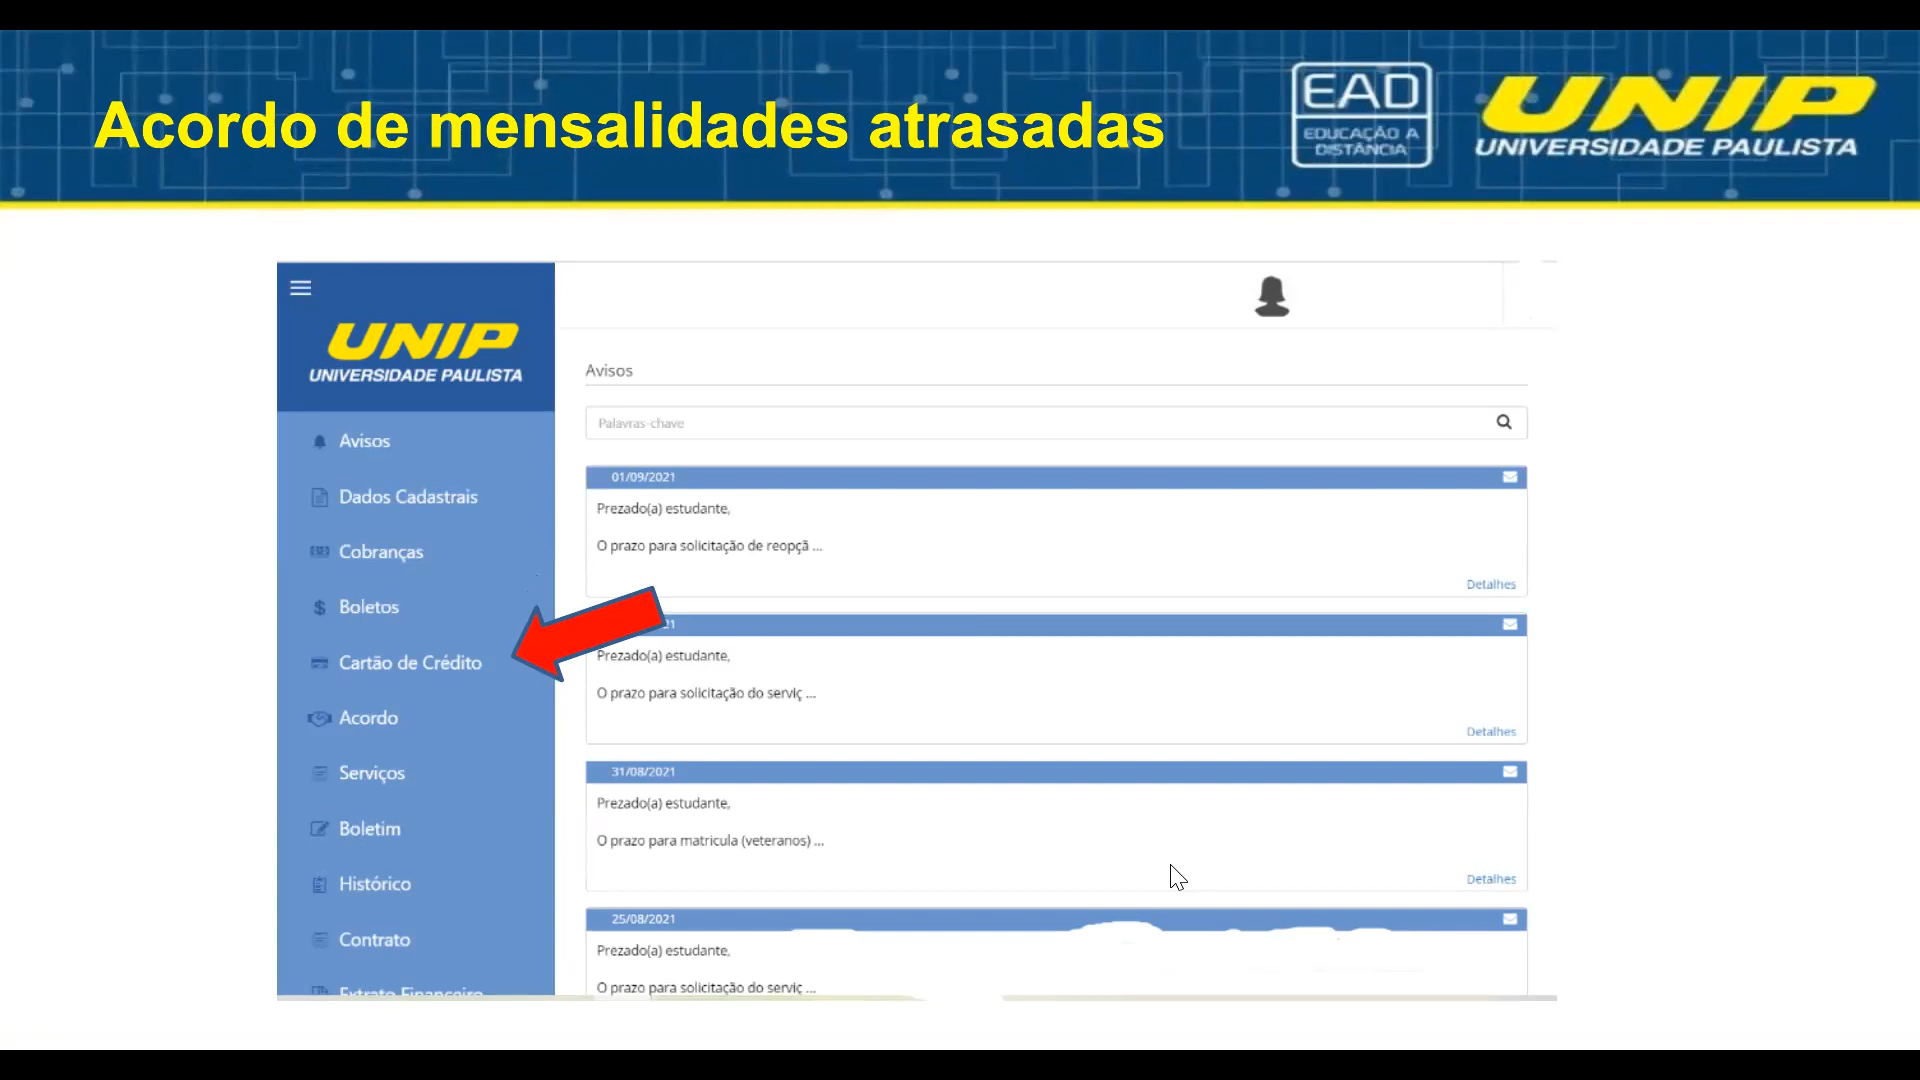 Acordo de mensalidades atrasadas
EAD
EDUCAÇÃO A
DISTÂNCIA
UNIP
UNIVERSIDADE PAULISTA
UNIP
UNIVERSIDADE PAULISTA
Avisos
Dados Cadastrais
Cobranças
Boletos
Cartão de Crédito
Acordo
Serviços
Boletim
Histórico
Contrato
Extrato Financeiro
Avisos
Palavras-chave
01/09/2021
Prezado(a) estudante,
O prazo para solicitação de reopçã ...
Detalhes
21
Prezado(a) estudante,
O prazo para solicitação do serviç ...
Detalhes
31/08/2021
Prezado(a) estudante,
O prazo para matricula (veteranos) ...
Detalhes
25/08/2021
Prezado(a) estudante,
O prazo para solicitação do serviç ...